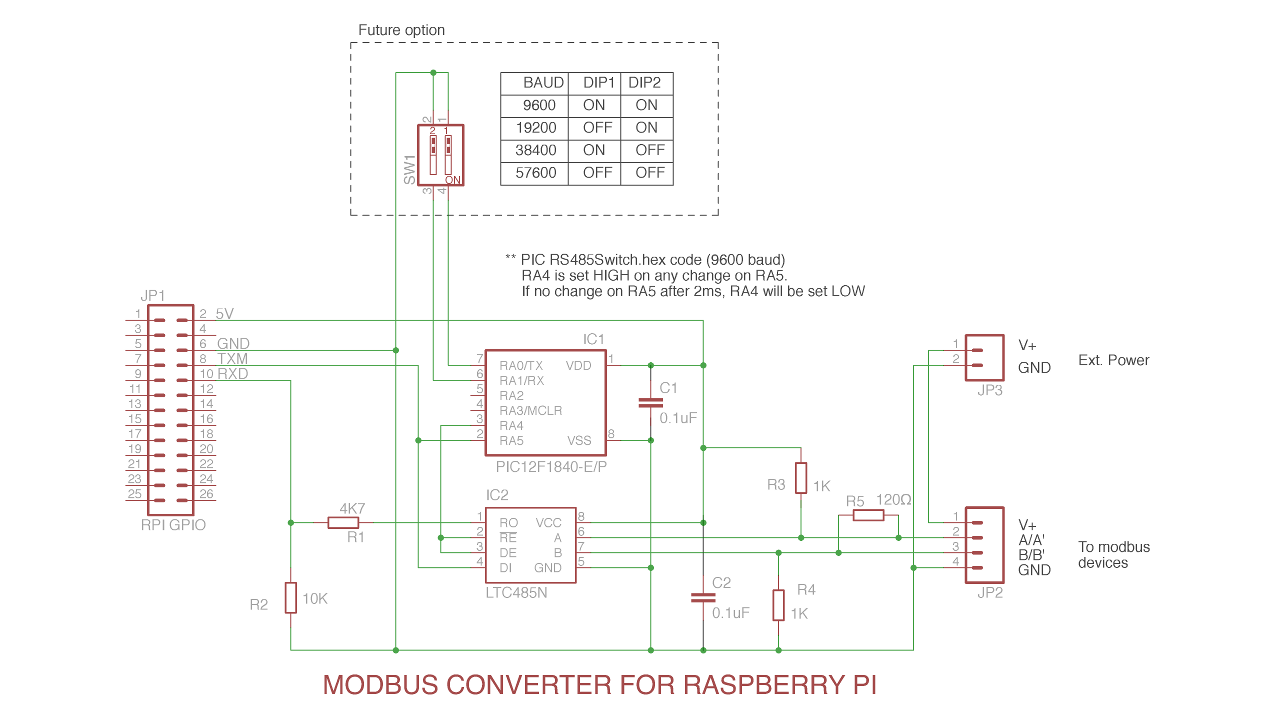 Future option
BAUD DIP1 DIP2
9600 ON ON
19200 OFF ON
38400 ON OFF
57600 OFF OFF
2 1
2 1
SW1
ON
3 4
** PIC RS485Switch.hex code (9600 baud)
RA4 is set HIGH on any change on RA5.
If no change on RA5 after 2ms, RA4 will be set LOW
JP1
1 2 5V
3 4
5 6 GND
7 8 TXM
9 10 RXD
11 12
13 14
15 16
17 18
19 20
21 22
23 24
25 26
RPI GPIO
IC1
7 RA0/TX VDD 1
6 RA1/RX
5 RA2
4 RA3/MCLR
3 RA4
2 RA5 VSS 8
PIC12F1840-E/P
C1
0.1uF
IC2
1 RO VCC 8
2 RE A 6
3 DE B 7
4 DI GND 5
LTC485N
4K7
R1
R2 10K
R3 1K
R5 120Ω
C2
0.1uF
R4
1K
1 V+
2 GND
JP3
Ext. Power
1 V+
2 A/A'
3 B/B'
4 GND
JP2
To modbus
devices
MODBUS CONVERTER FOR RASPBERRY PI